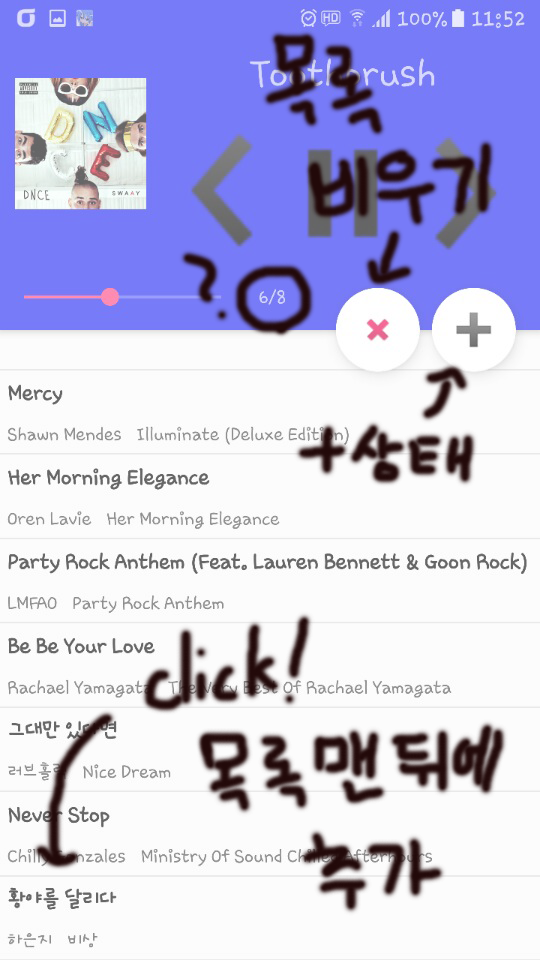 HD 100% 11:52
Toothbrush
목록
비우기
DNCE
DNCE SWAAY
? 6/8
+상태
Mercy
Shawn Mendes Illuminate (Deluxe Edition)
Her Morning Elegance
Oren Lavie Her Morning Elegance
Party Rock Anthem (Feat. Lauren Bennett & Goon Rock)
LMFAO Party Rock Anthem
Be Be Your Love
click!
Rachael Yamagata The Very Best Of Rachael Yamagata
그대만 있다면
목록 맨 뒤에
러브홀릭 Nice Dream
Never Stop
추가
Chilly Gonzales Ministry Of Sound Chilled Afterhours
황야를 달리다
하은지 비상